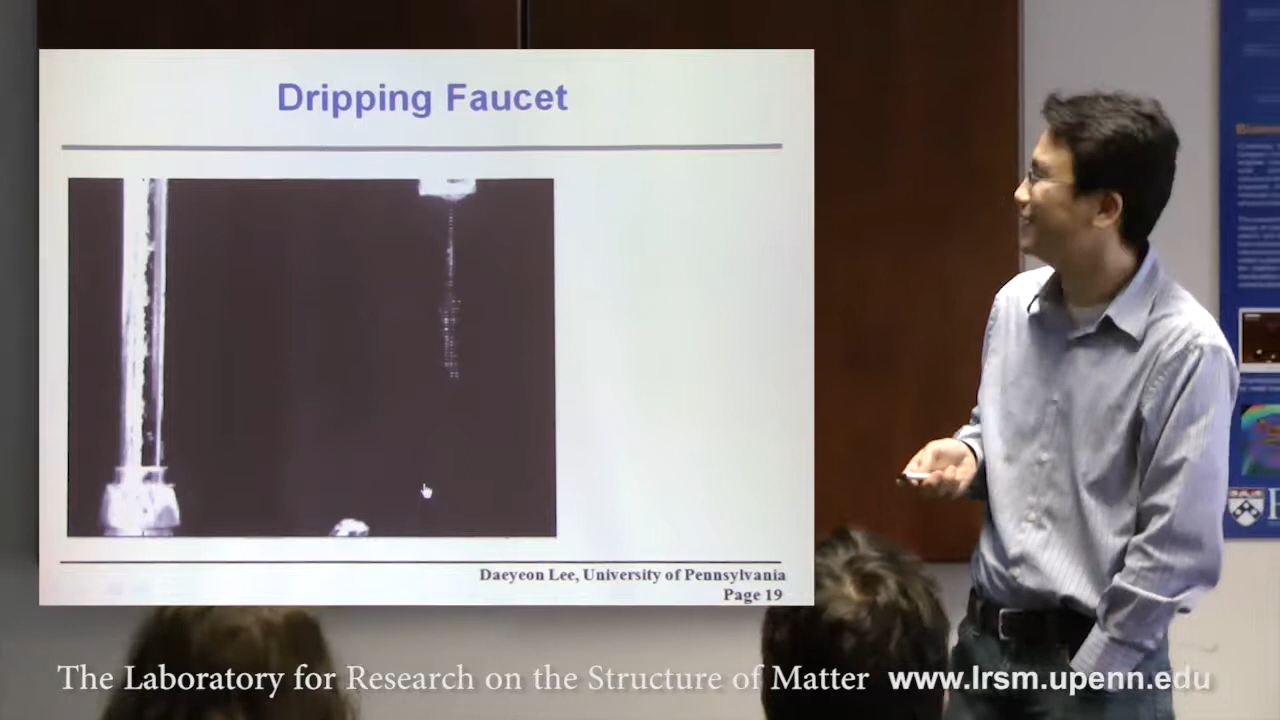 Dripping Faucet
Daeyeon Lee, University of Pennsylvania
Page 19
The Laboratory for Research on the Structure of Matter www.lrsm.upenn.edu